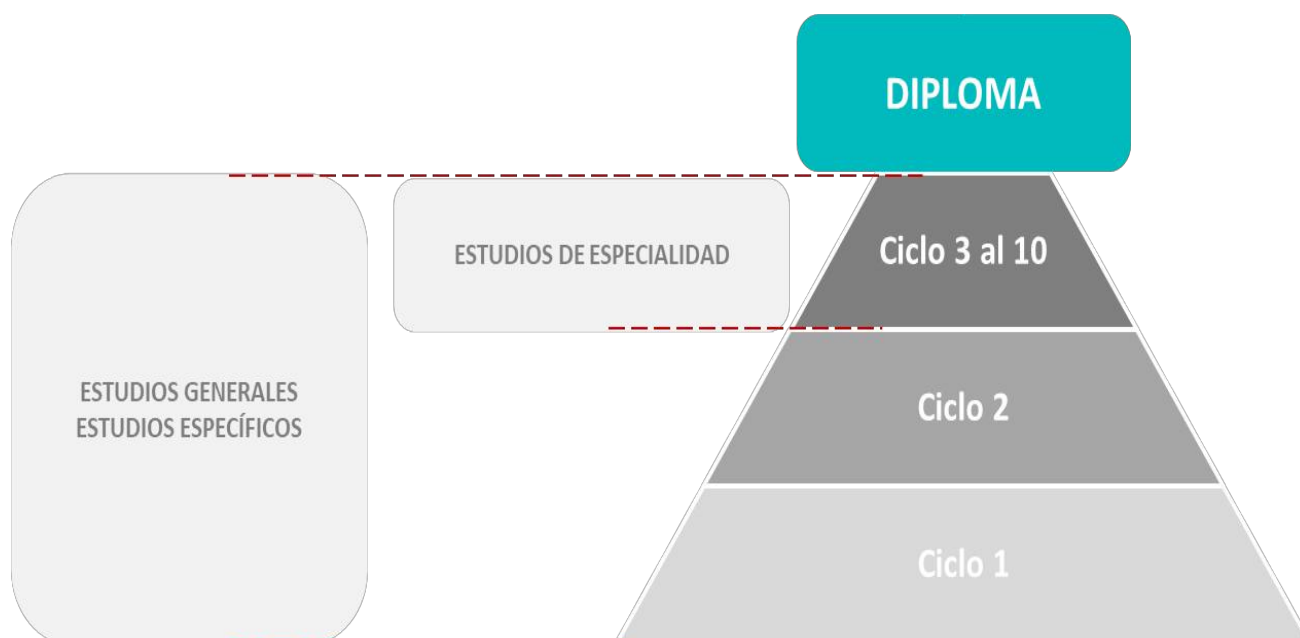 DIPLOMA
ESTUDIOS DE ESPECIALIDAD
Ciclo 3 al 10
ESTUDIOS GENERALES
ESTUDIOS ESPECÍFICOS
Ciclo 2
Ciclo 1